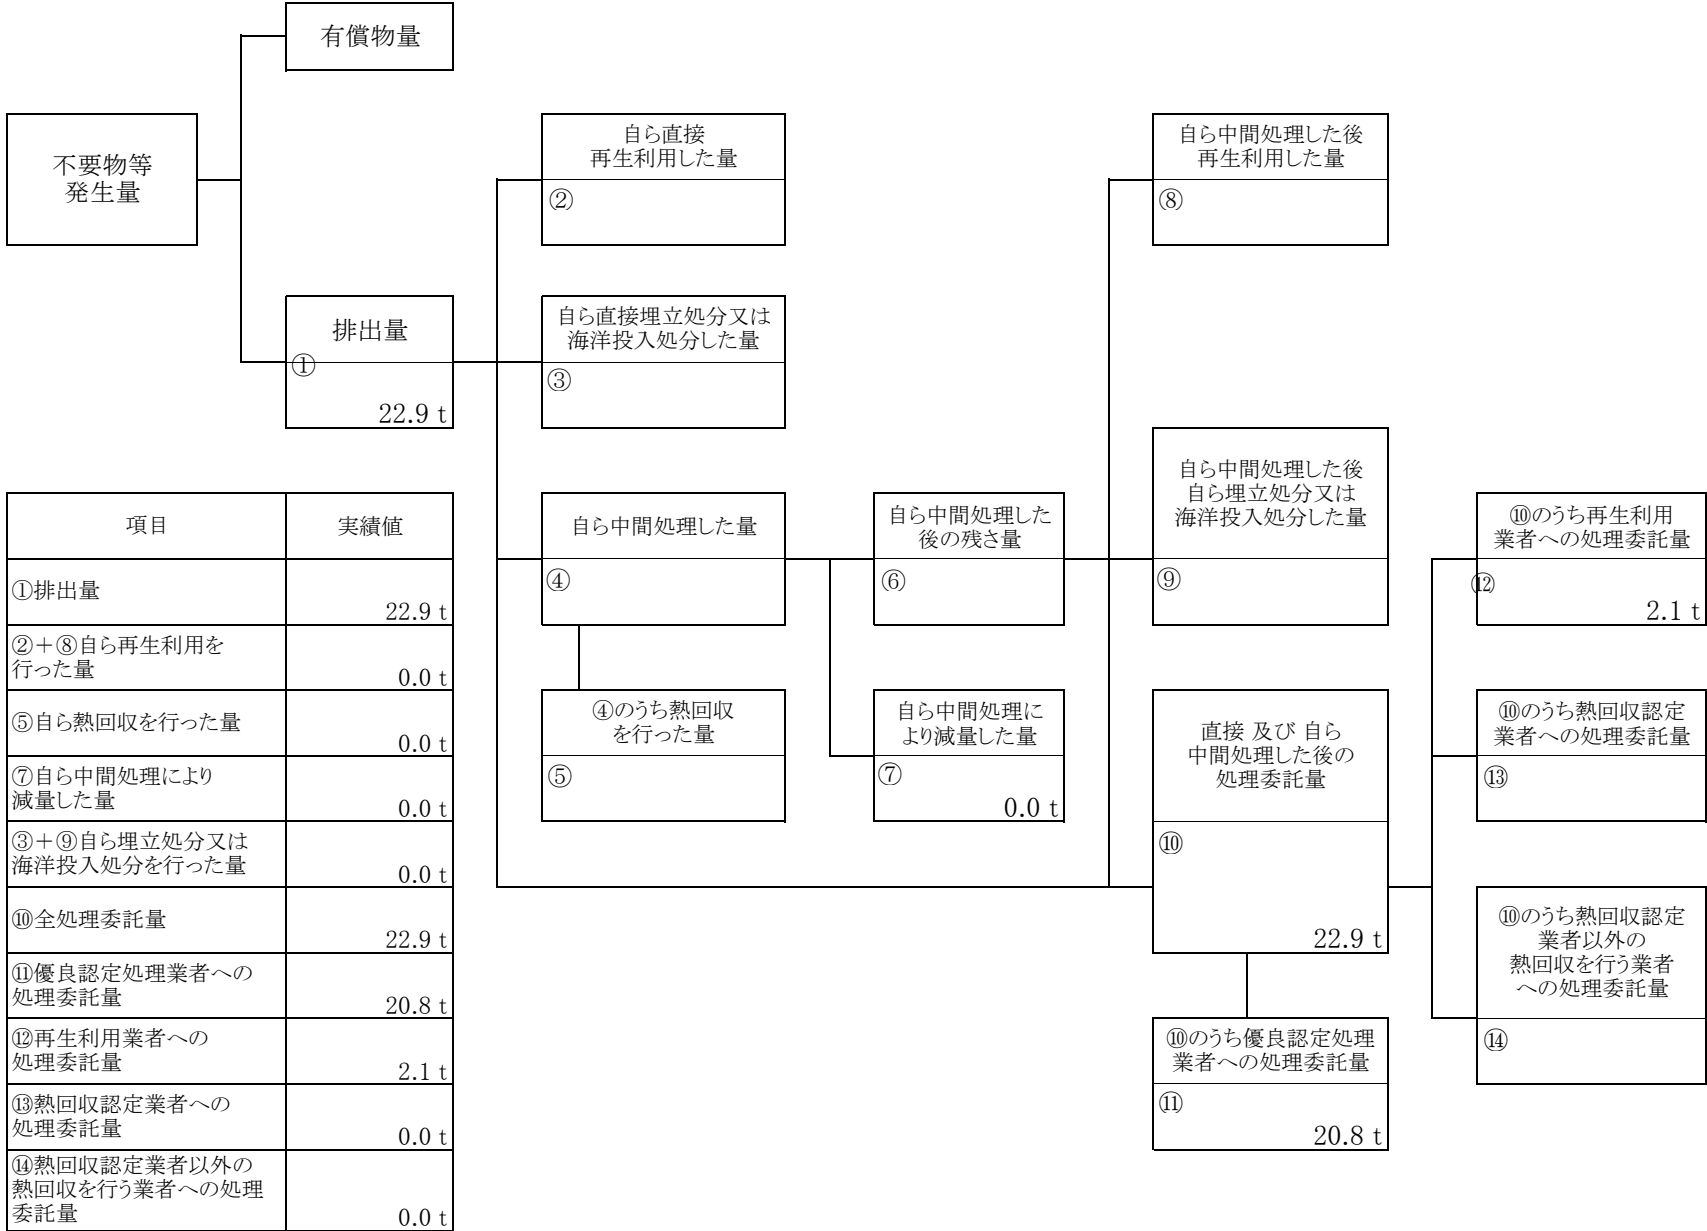 有償物量
不要物等
発生量
自ら直接
再生利用した量
②
自ら中間処理した後
再生利用した量
⑧
排出量
①
22.9 t
自ら直接埋立処分又は
海洋投入処分した量
③
自ら中間処理した量
④
自ら中間処理した
後の残さ量
⑥
自ら中間処理した後
自ら埋立処分又は
海洋投入処分した量
⑨
⑩のうち再生利用
業者への処理委託量
⑫
2.1 t
④のうち熱回収
を行った量
⑤
自ら中間処理に
より減量した量
⑦
0.0 t
直接 及び 自ら
中間処理した後の
処理委託量
⑩
22.9 t
⑩のうち熱回収認定
業者への処理委託量
⑬
⑩のうち熱回収認定
業者以外の
熱回収を行う業者
への処理委託量
⑭
⑩のうち優良認定処理
業者への処理委託量
⑪
20.8 t
項目
実績値
①排出量
22.9 t
②+⑧自ら再生利用を
行った量
0.0 t
⑤自ら熱回収を行った量
0.0 t
⑦自ら中間処理により
減量した量
0.0 t
③+⑨自ら埋立処分又は
海洋投入処分を行った量
0.0 t
⑩全処理委託量
22.9 t
⑪優良認定処理業者への
処理委託量
20.8 t
⑫再生利用業者への
処理委託量
2.1 t
⑬熱回収認定業者への
処理委託量
0.0 t
⑭熱回収認定業者以外の
熱回収を行う業者への処理
委託量
0.0 t